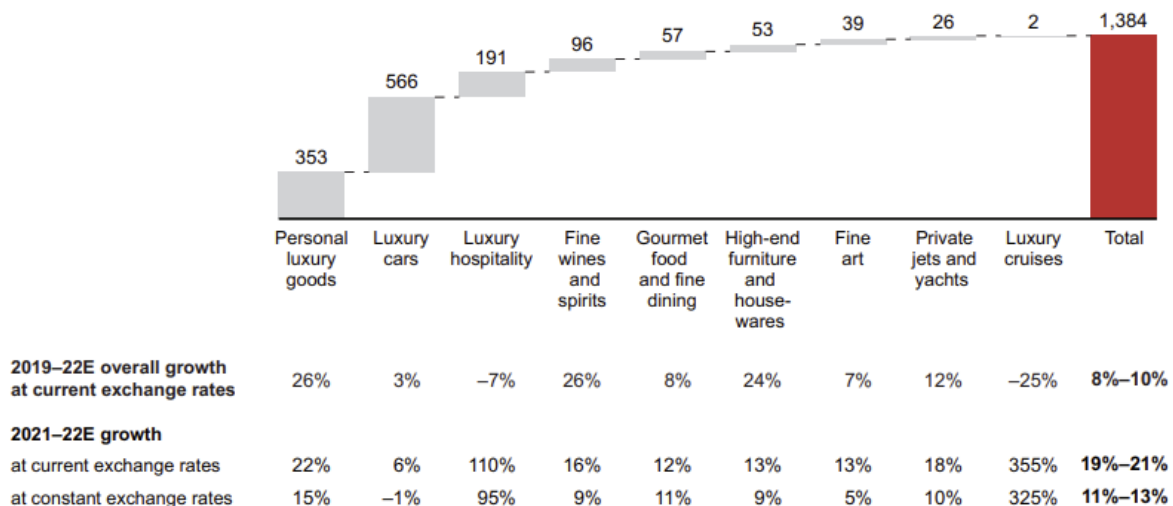 353 566 191 96 57 53 39 26 2 1,384
Personal Luxury Luxury Fine Gourmet High-end Fine Private Luxury Total
luxury cars hospitality wines food furniture art jets and cruises
goods and and fine and yachts
spirits dining house-
wares
2019–22E overall growth
at current exchange rates 26% 3% –7% 26% 8% 24% 7% 12% –25% 8%–10%
2021–22E growth
at current exchange rates 22% 6% 110% 16% 12% 13% 13% 18% 355% 19%–21%
at constant exchange rates 15% –1% 95% 9% 11% 9% 5% 10% 325% 11%–13%